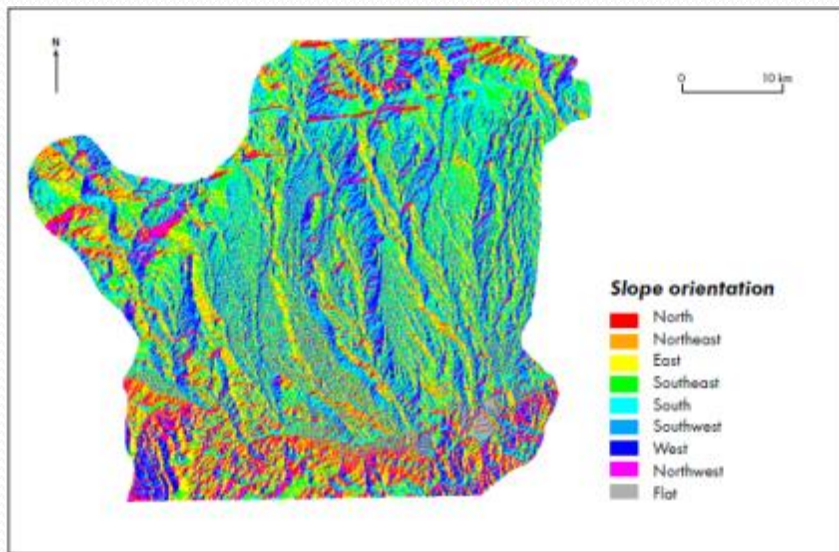 N
0 10 km
Slope orientation
North
Northeast
East
Southeast
South
Southwest
West
Northwest
Flat